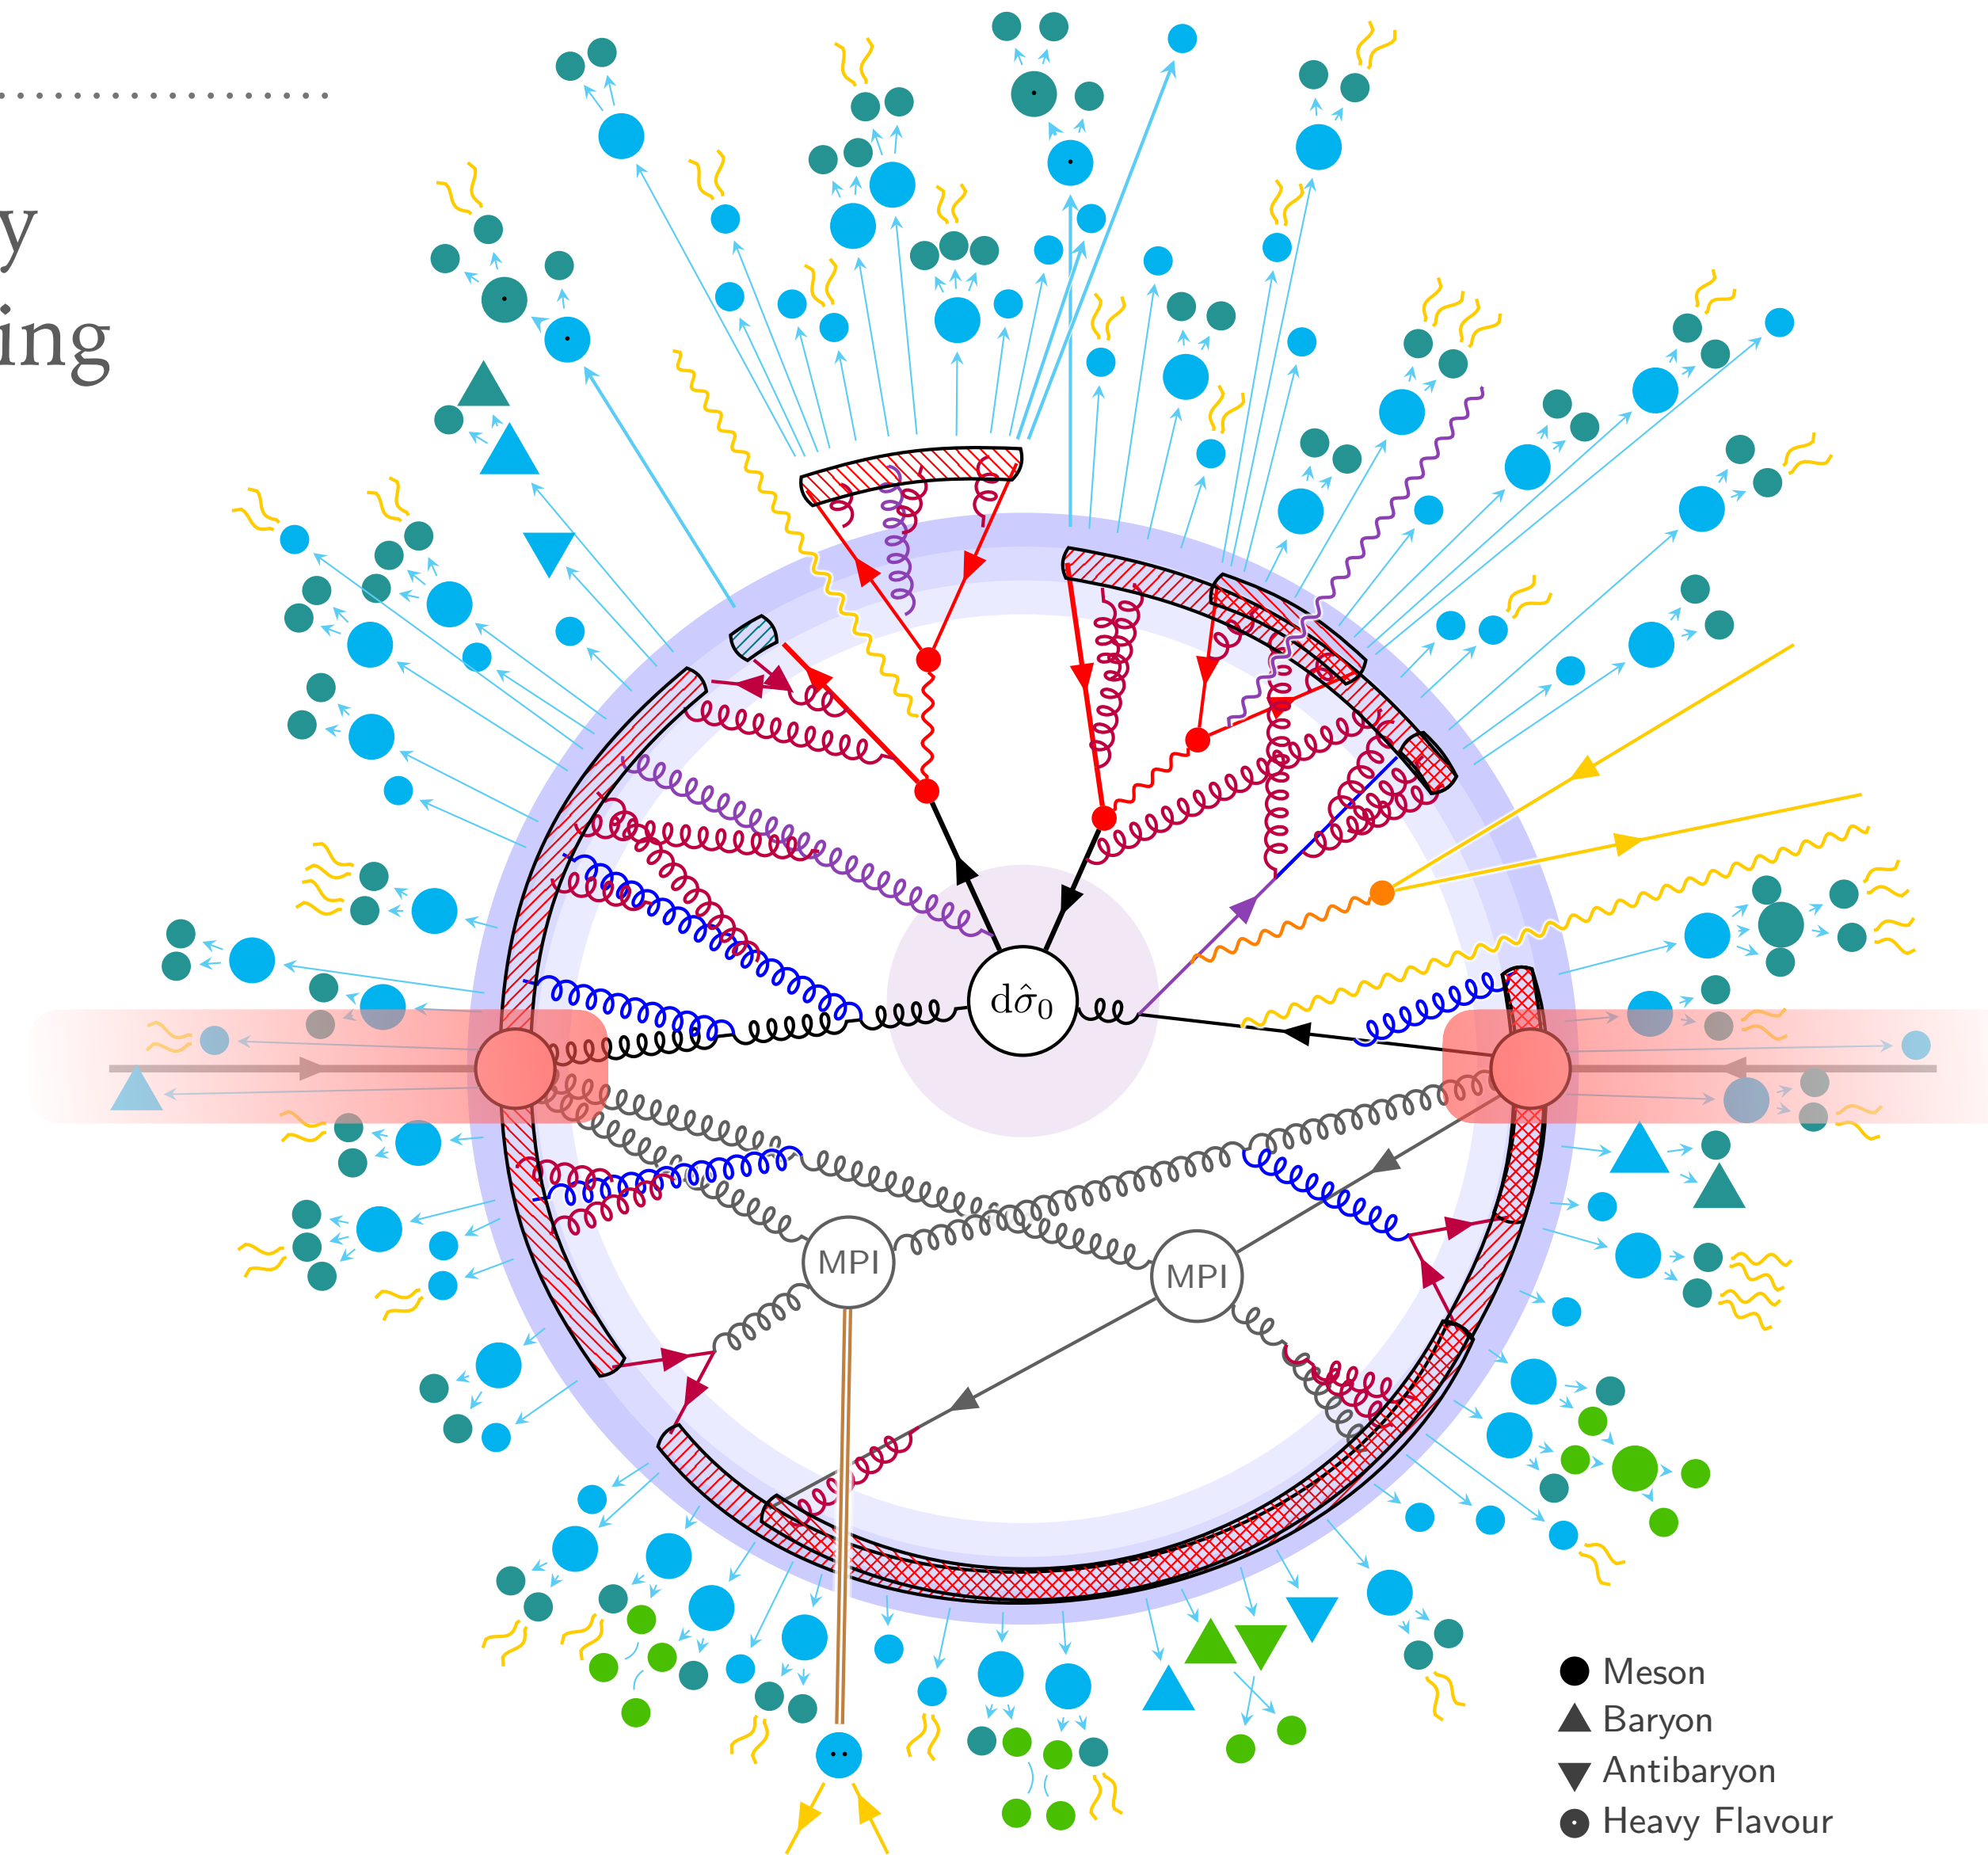 y
ing
dσ̂₀
MPI
MPI
Meson
Baryon
Antibaryon
Heavy Flavour